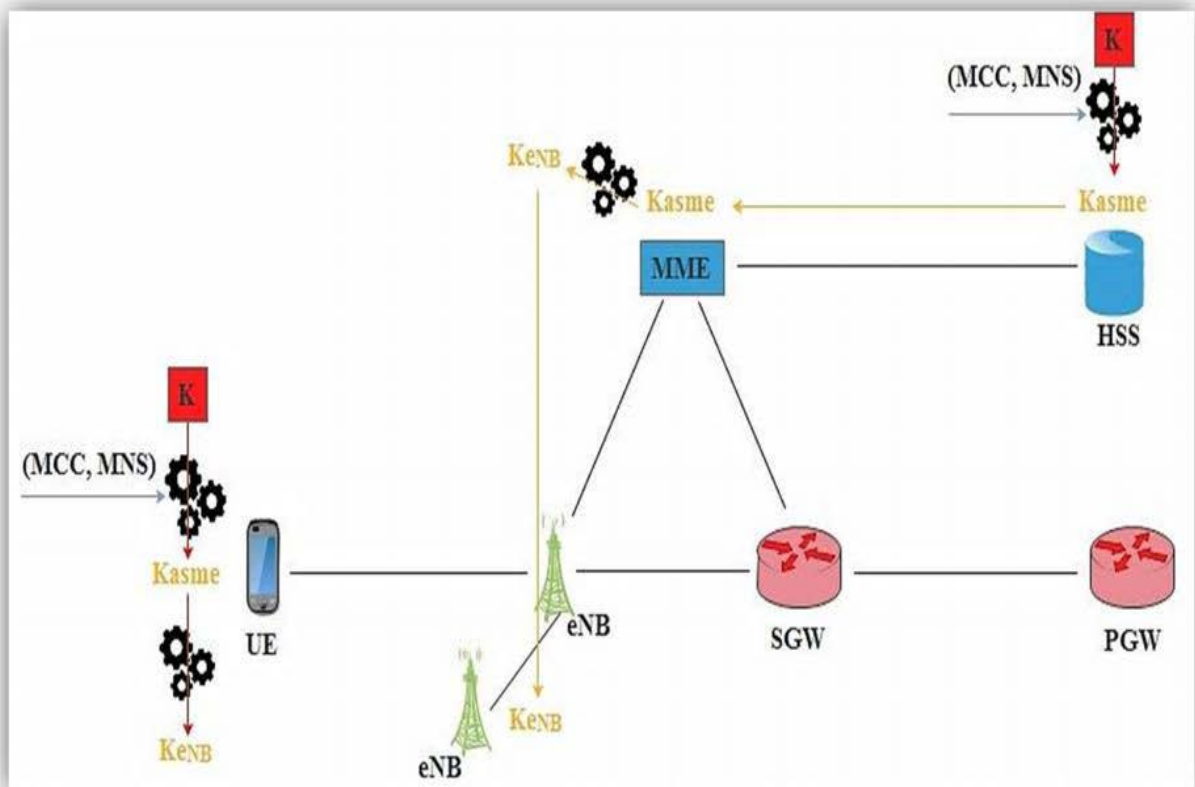 K
(MCC, MNS)
KeNB
Kasme
Kasme
MME
HSS
K
(MCC, MNS)
Kasme
UE
eNB
SGW
PGW
KeNB
KeNB
eNB